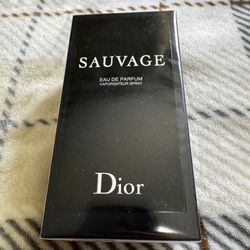 SAUVAGE
EAU DE PARFUM
VAPORISATEUR SPRAY
Dior